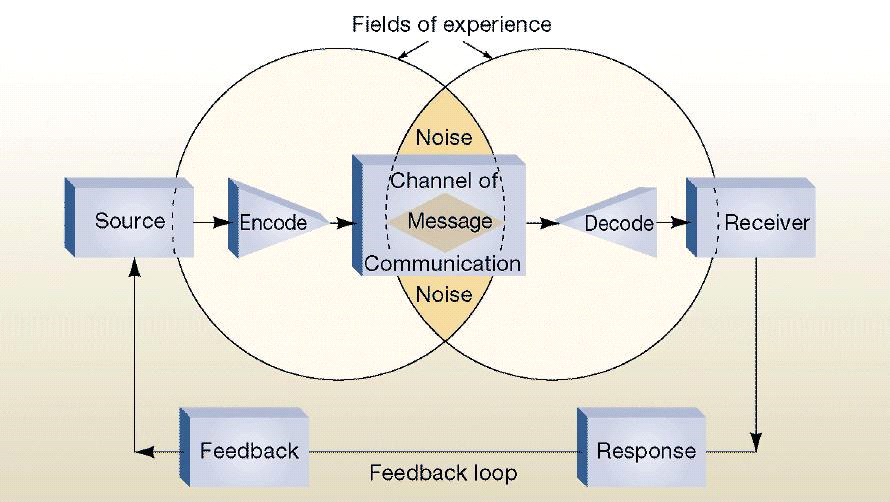 Fields of experience
Noise
Channel of
Source
Encode
Message
Decode
Receiver
Communication
Noise
Feedback
Response
Feedback loop